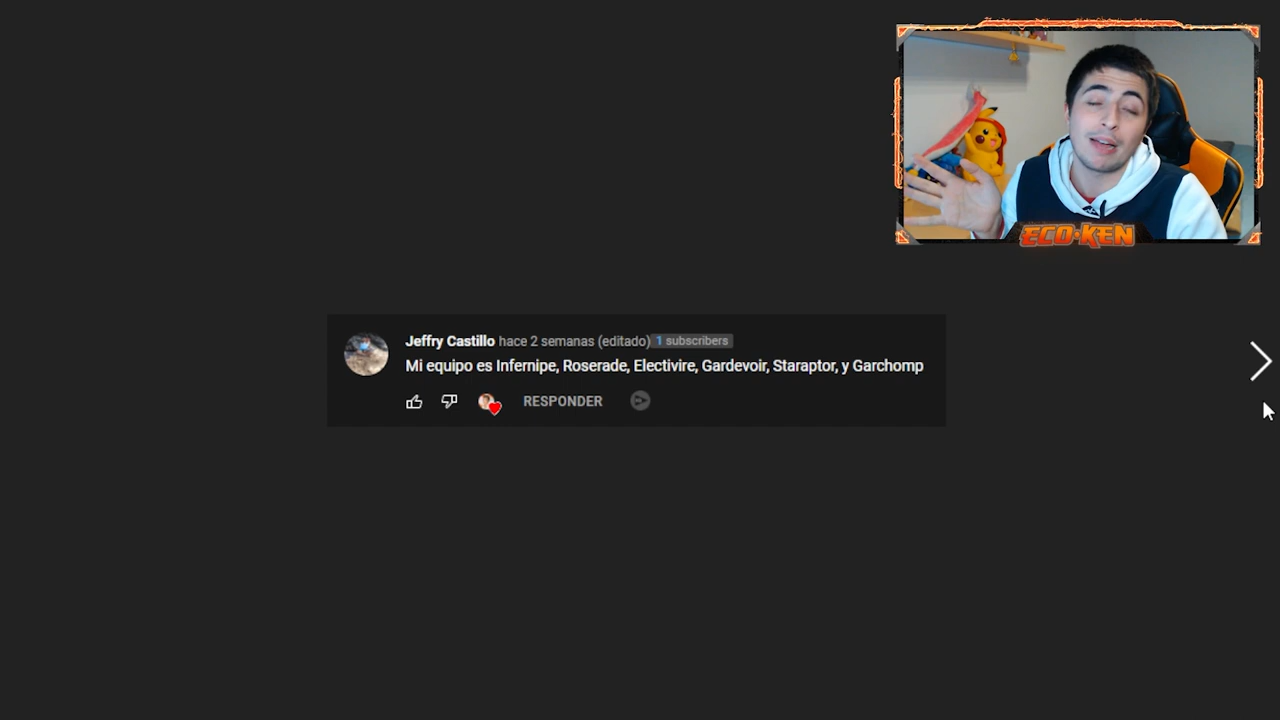 ECO·KEN
Jeffry Castillo hace 2 semanas (editado) 1 subscribers
Mi equipo es Infernipe, Roserade, Electivire, Gardevoir, Staraptor, y Garchomp
RESPONDER